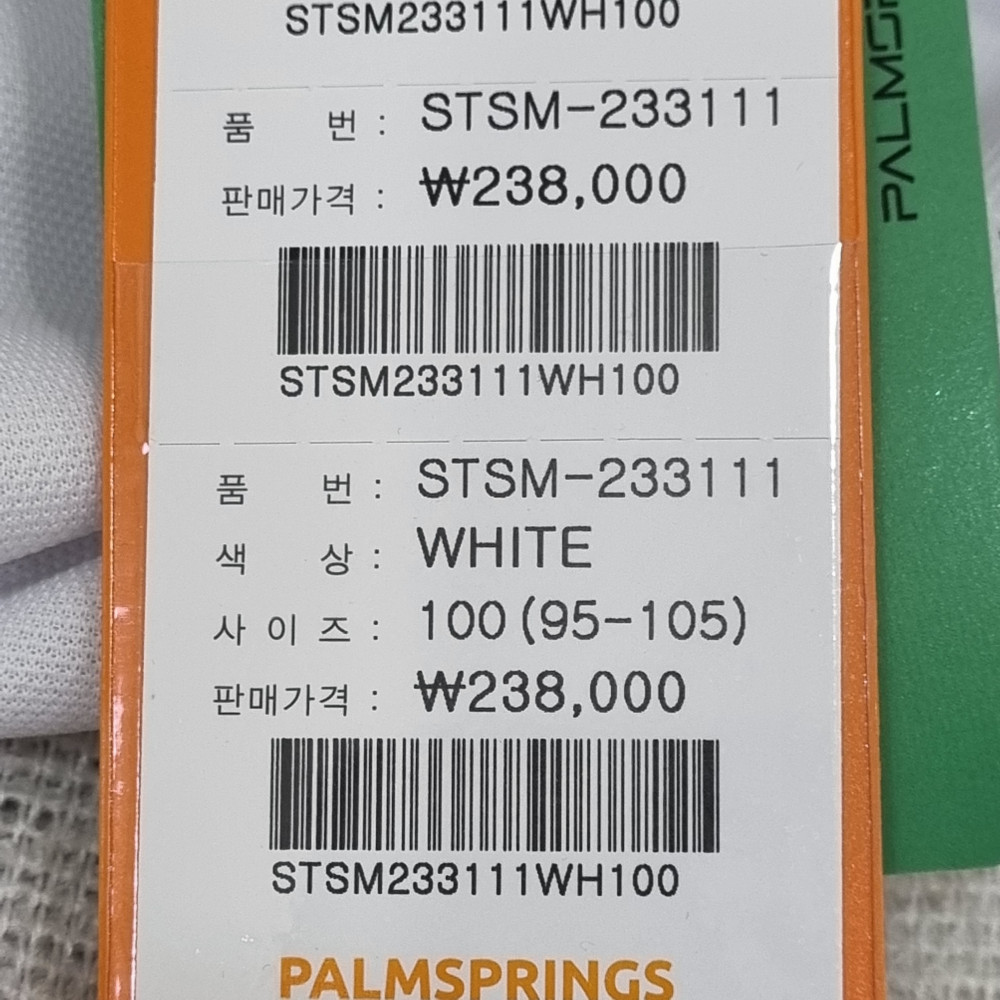 STSM233111WH100
품 번 : STSM-233111
판매가격 : ₩238,000
STSM233111WH100
품 번 : STSM-233111
색 상 : WHITE
사 이 즈 : 100(95-105)
판매가격 : ₩238,000
STSM233111WH100
PALMSPRINGS